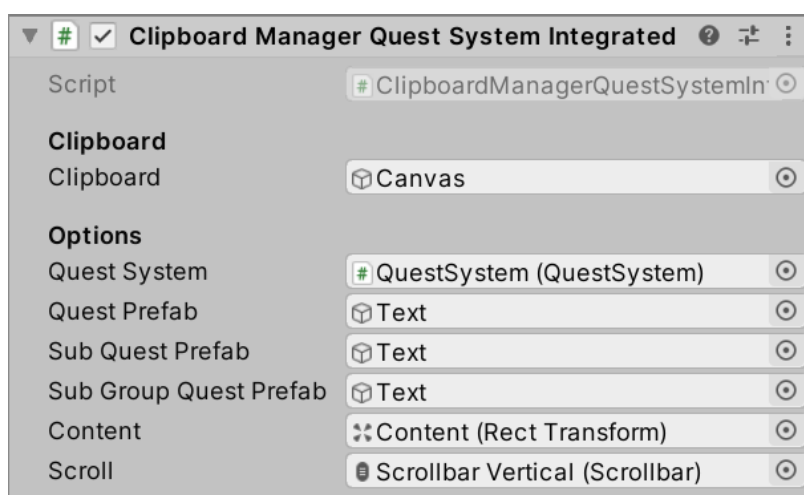 Clipboard Manager Quest System Integrated
Script # ClipboardManagerQuestSystemIn
Clipboard
Clipboard Canvas
Options
Quest System # QuestSystem (QuestSystem)
Quest Prefab Text
Sub Quest Prefab Text
Sub Group Quest Prefab Text
Content Content (Rect Transform)
Scroll Scrollbar Vertical (Scrollbar)